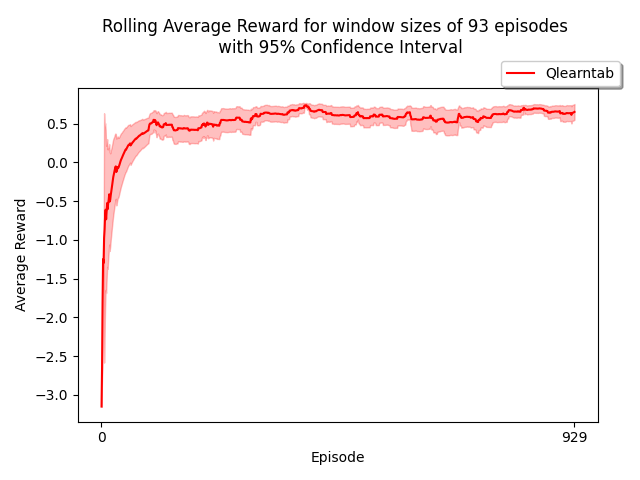 Rolling Average Reward for window sizes of 93 episodes
with 95% Confidence Interval
Qlearntab
0.5
0.0
−0.5
−1.0
−1.5
−2.0
−2.5
−3.0
Average Reward
0
929
Episode